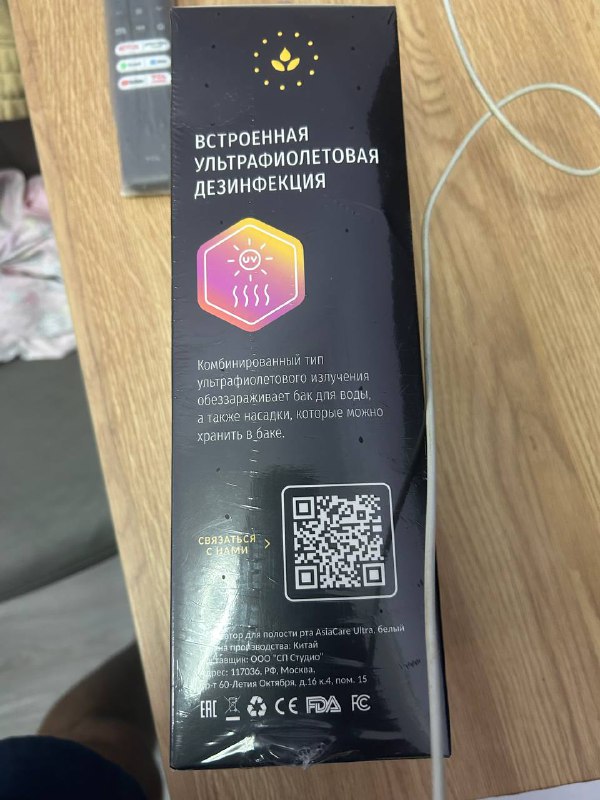 ВСТРОЕННАЯ
УЛЬТРАФИОЛЕТОВАЯ
ДЕЗИНФЕКЦИЯ
UV
Комбинированный тип
ультрафиолетового излучения
обеззараживает бак для воды,
а также насадки, которые можно
хранить в баке.
СВЯЗАТЬСЯ
С НАМИ
для полости рта AsiaCare Ultra, белый
производства: Китай
ООО "СП Студио"
117036, РФ, Москва.
60-Летия Октября, д.16 к.4, пом. 15
EAC CE FDA FC